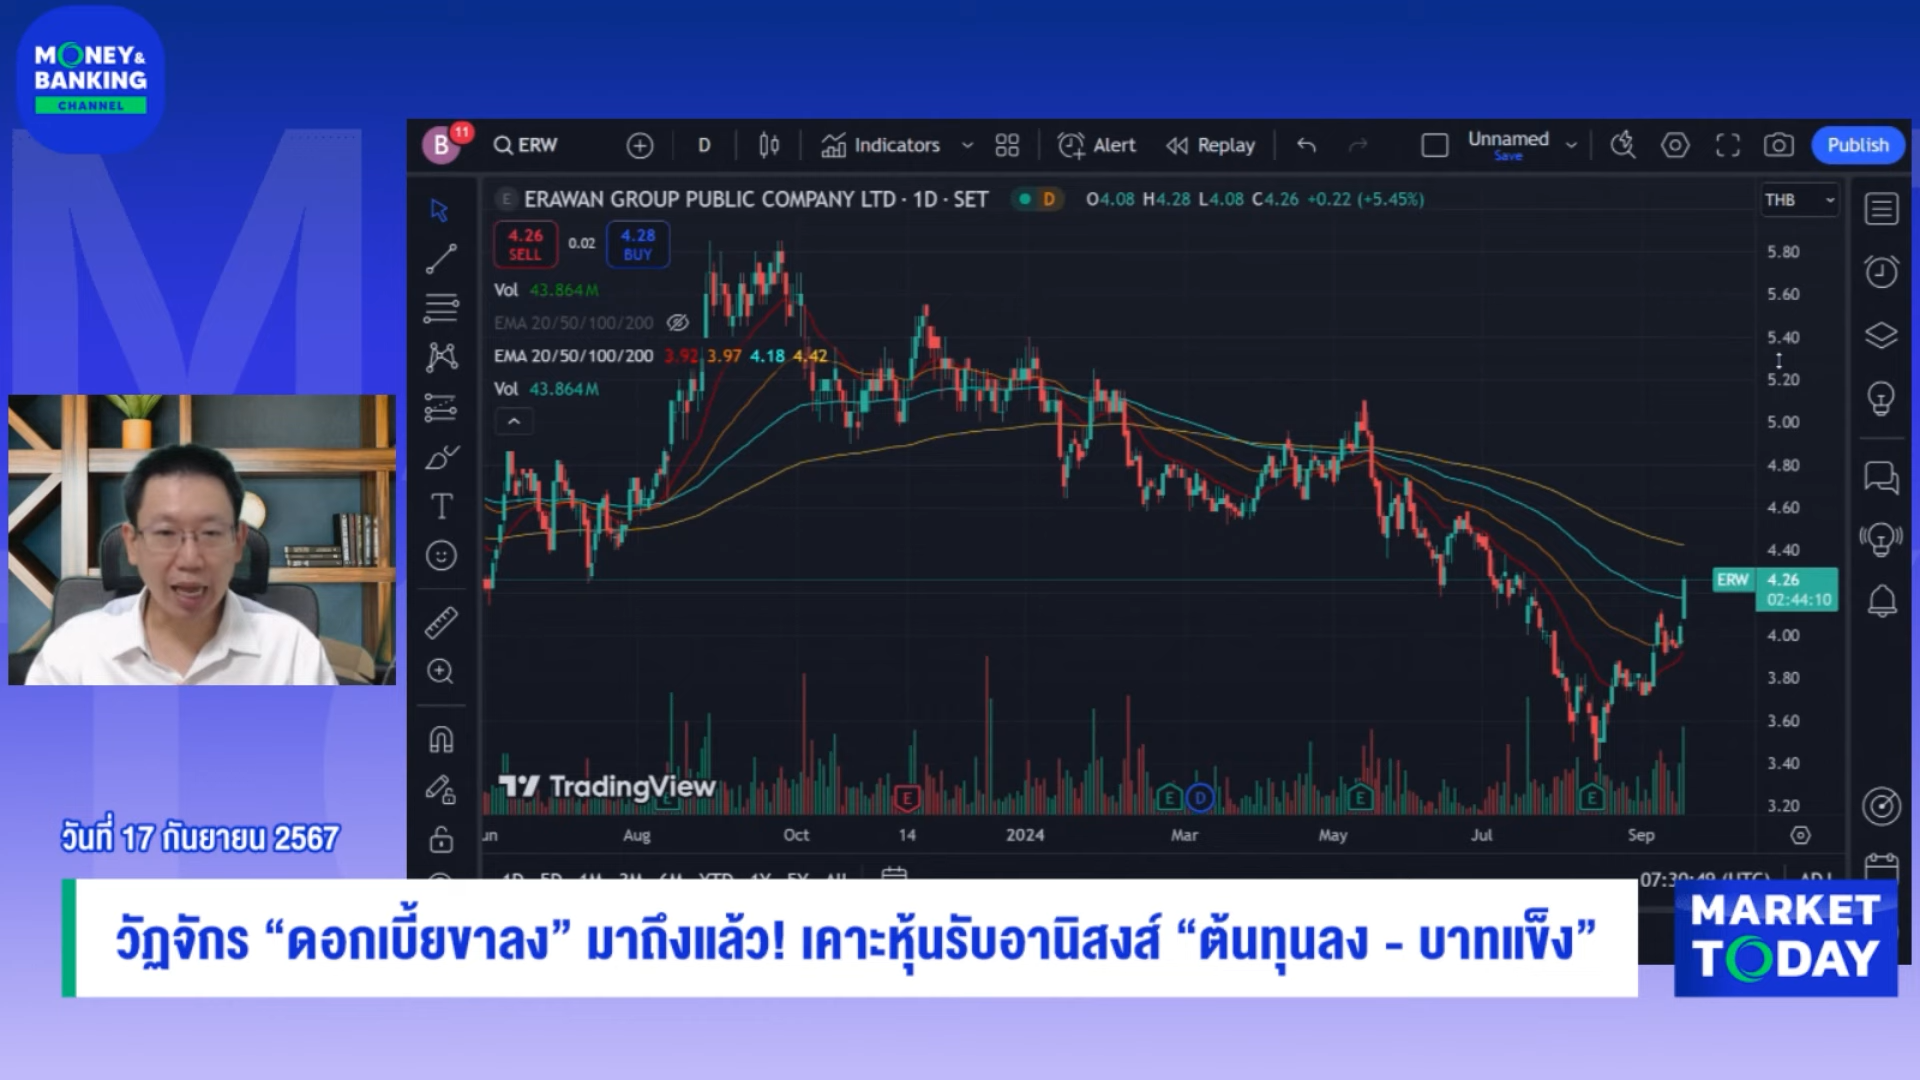 MONEY&
BANKING
CHANNEL
B
11
ERW
D
Indicators
Alert
Replay
Unnamed
Save
Publish
E ERAWAN GROUP PUBLIC COMPANY LTD · 1D · SET
D
O4.08 H4.28 L4.08 C4.26 +0.22 (+5.45%)
THB
4.26
SELL
0.02
4.28
BUY
Vol 43.864M
EMA 20/50/100/200
EMA 20/50/100/200 3.92 3.97 4.18 4.42
Vol 43.864M
5.80
5.60
5.40
5.20
5.00
4.80
4.60
4.40
ERW 4.26
02:44:10
4.00
3.80
3.60
3.40
3.20
TradingView
E
E
D
E
E
Aug
Oct
14
2024
Mar
May
Jul
Sep
วันที่ 17 กันยายน 2567
วัฏจักร “ดอกเบี้ยขาลง” มาถึงแล้ว! เคาะหุ้นรับอานิสงส์ “ต้นทุนลง - บาทแข็ง”
MARKET
TODAY